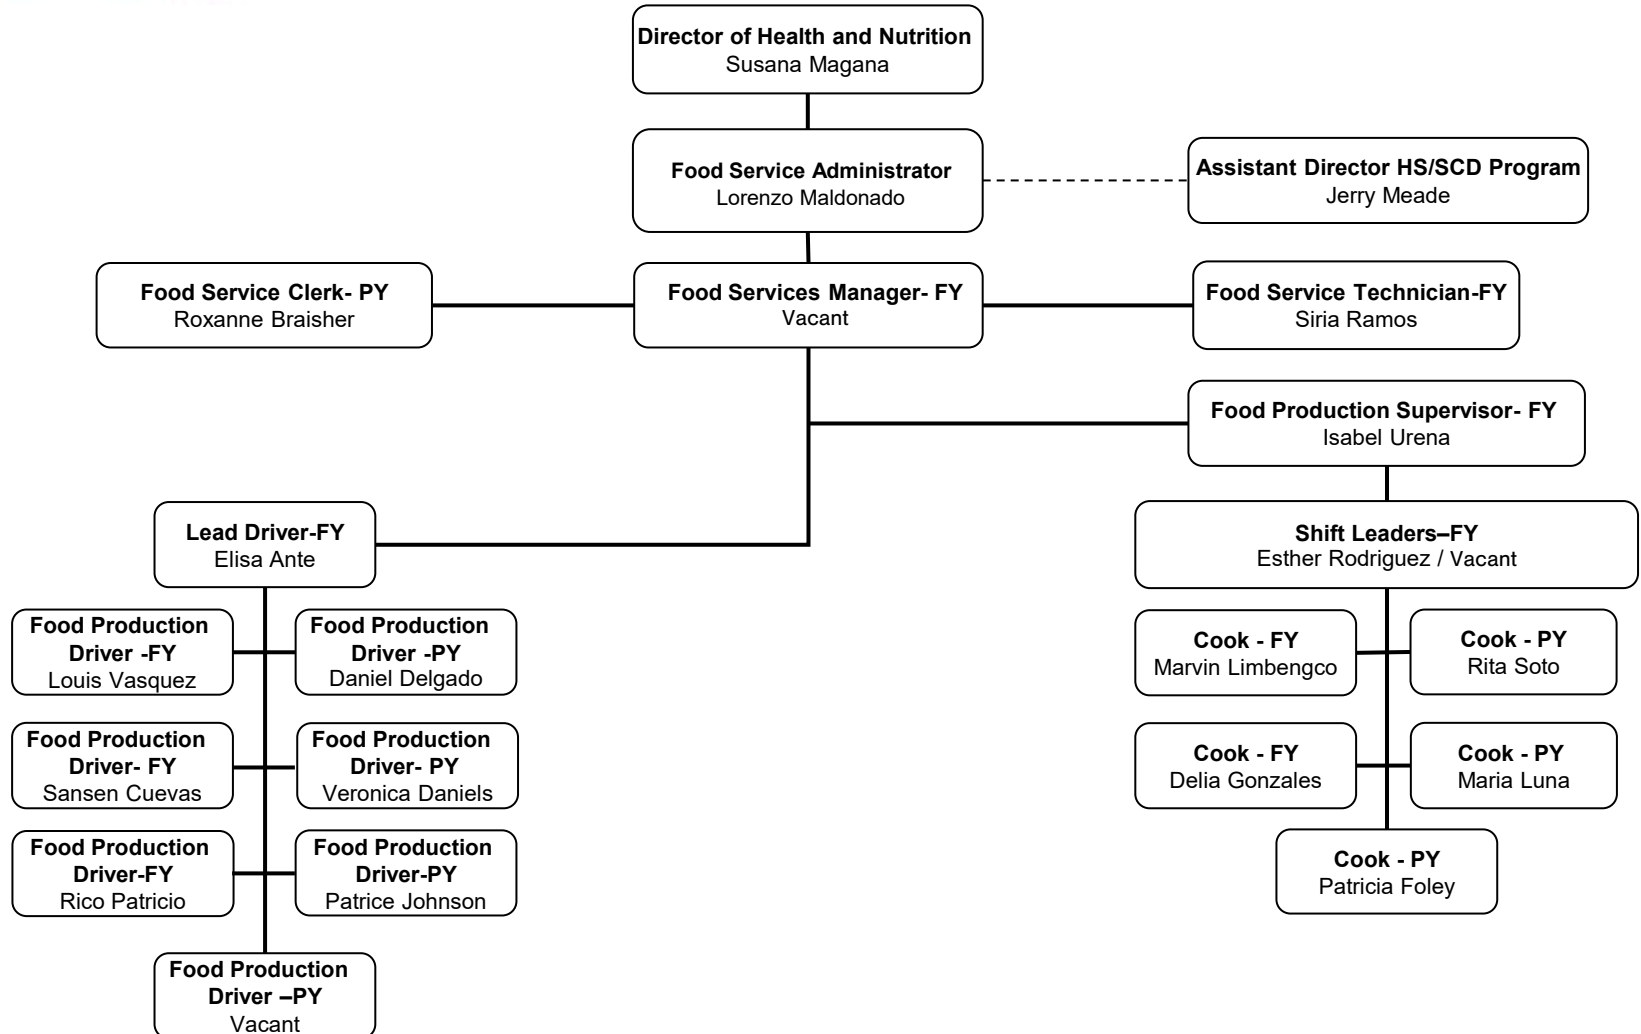 Director of Health and Nutrition
Susana Magana
Food Service Administrator
Lorenzo Maldonado
Assistant Director HS/SCD Program
Jerry Meade
Food Service Clerk- PY
Roxanne Braisher
Food Services Manager- FY
Vacant
Food Service Technician-FY
Siria Ramos
Food Production Supervisor- FY
Isabel Urena
Lead Driver-FY
Elisa Ante
Shift Leaders–FY
Esther Rodriguez / Vacant
Food Production
Driver -FY
Louis Vasquez
Food Production
Driver -PY
Daniel Delgado
Cook - FY
Marvin Limbengco
Cook - PY
Rita Soto
Food Production
Driver- FY
Sansen Cuevas
Food Production
Driver- PY
Veronica Daniels
Cook - FY
Delia Gonzales
Cook - PY
Maria Luna
Food Production
Driver-FY
Rico Patricio
Food Production
Driver-PY
Patrice Johnson
Cook - PY
Patricia Foley
Food Production
Driver –PY
Vacant